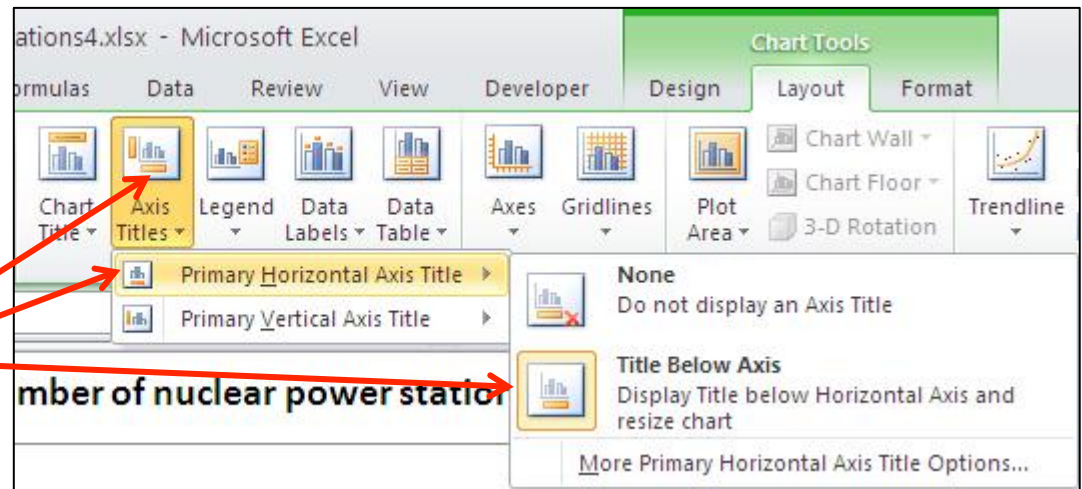 ations4.xlsx - Microsoft Excel
Chart Tools
ormulas Data Review View Developer Design Layout Format
Chart Title
Axis Titles
Legend
Data Labels
Data Table
Axes
Gridlines
Plot Area
Chart Wall
Chart Floor
3-D Rotation
Trendline
Primary Horizontal Axis Title
Primary Vertical Axis Title
None
Do not display an Axis Title
Title Below Axis
Display Title below Horizontal Axis and
resize chart
More Primary Horizontal Axis Title Options...
mber of nuclear power station